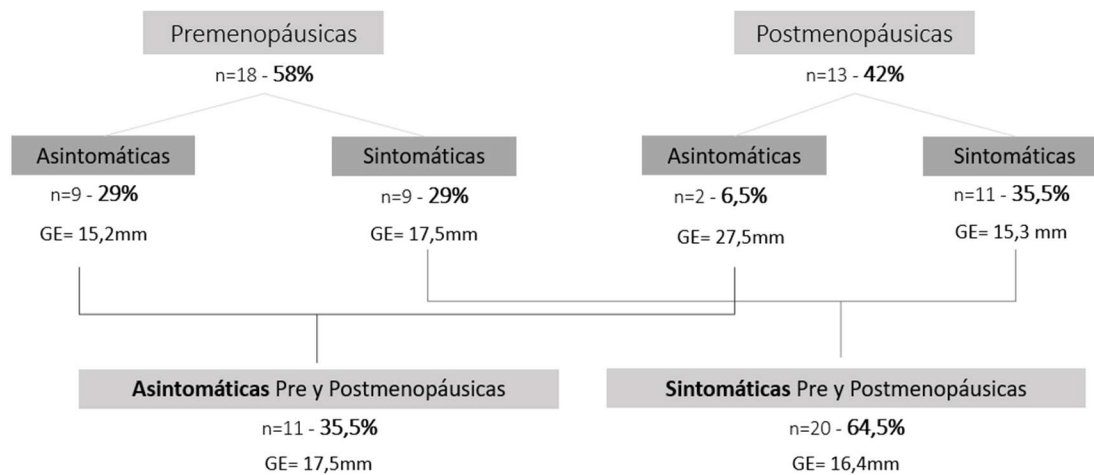 Premenopáusicas
n=18 - 58%
Postmenopáusicas
n=13 - 42%
Asintomáticas
n=9 - 29%
GE= 15,2mm
Sintomáticas
n=9 - 29%
GE= 17,5mm
Asintomáticas
n=2 - 6,5%
GE= 27,5mm
Sintomáticas
n=11 - 35,5%
GE= 15,3 mm
Asintomáticas Pre y Postmenopáusicas
n=11 - 35,5%
GE= 17,5mm
Sintomáticas Pre y Postmenopáusicas
n=20 - 64,5%
GE= 16,4mm